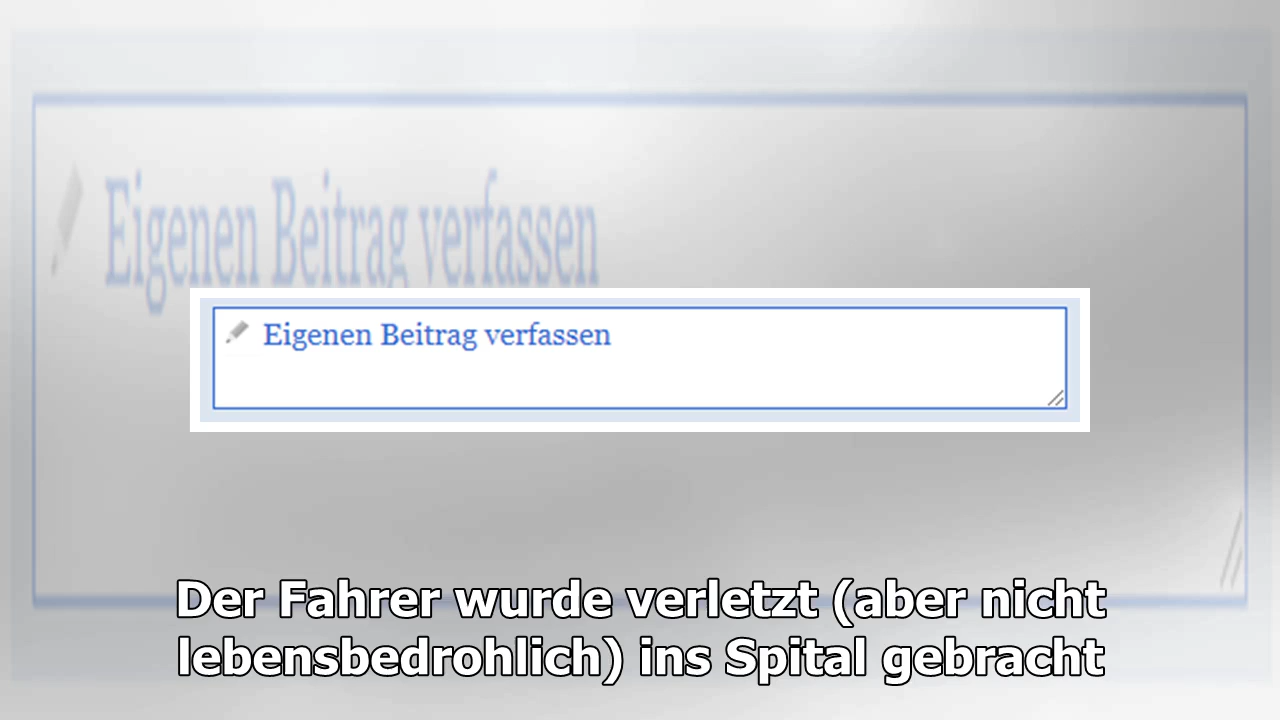 Eigenen Beitrag verfassen
Eigenen Beitrag verfassen
Der Fahrer wurde verletzt (aber nicht
lebensbedrohlich) ins Spital gebracht